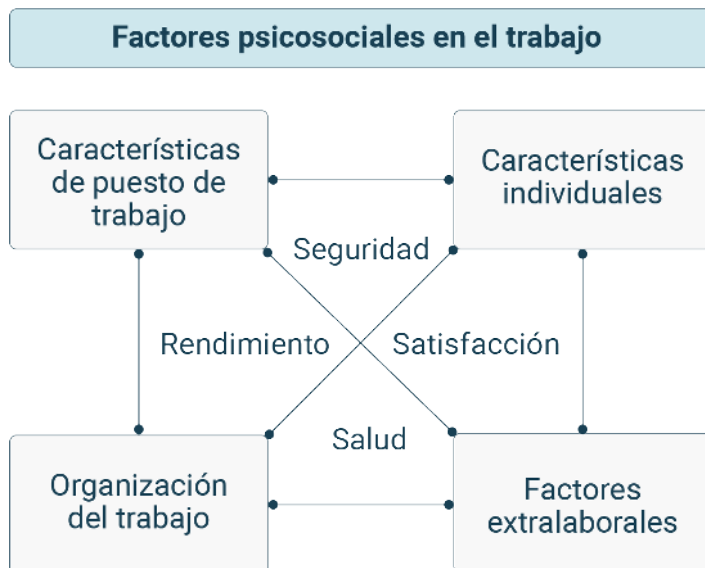 Factores psicosociales en el trabajo
Características
de puesto de
trabajo
Características
individuales
Seguridad
Rendimiento
Satisfacción
Salud
Organización
del trabajo
Factores
extralaborales